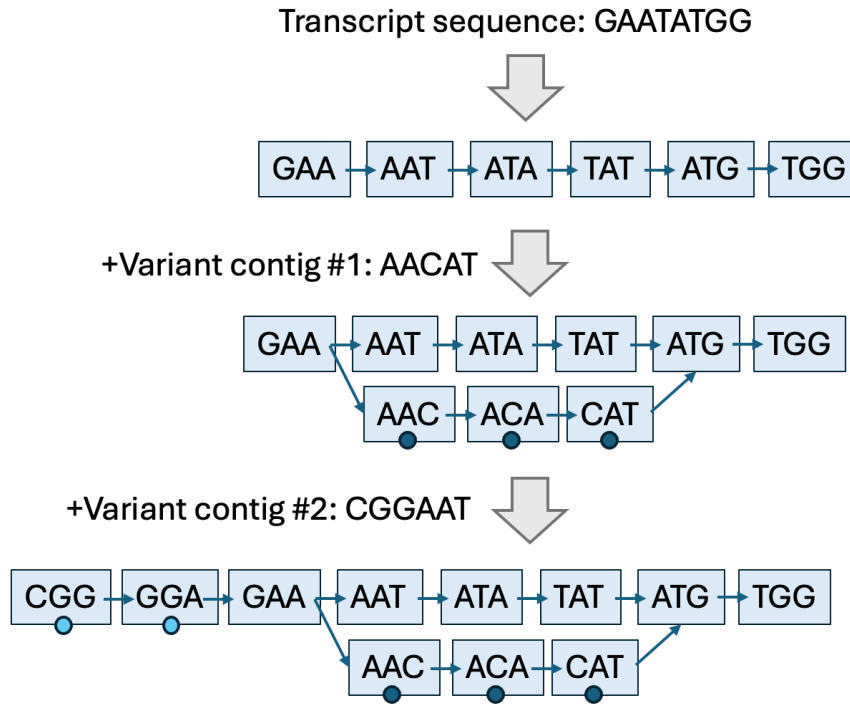 Transcript sequence: GAATATGG
GAA AAT ATA TAT ATG TGG
+Variant contig #1: AACAT
GAA AAT ATA TAT ATG TGG
AAC ACA CAT
+Variant contig #2: CGGAAT
CGG GGA GAA AAT ATA TAT ATG TGG
AAC ACA CAT